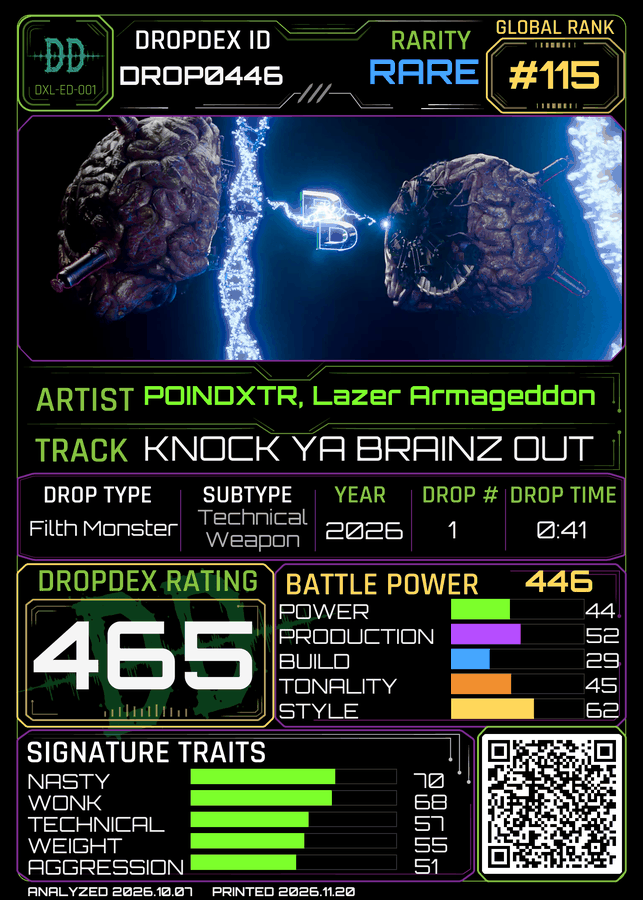 DD
DXL-ED-001
DROPDEX ID
DROP0446
RARITY
RARE
GLOBAL RANK
#115
DD
ARTIST POINDXTR, Lazer Armageddon
TRACK KNOCK YA BRAINZ OUT
DROP TYPE
Filth Monster
SUBTYPE
Technical
Weapon
YEAR
2026
DROP #
1
DROP TIME
0:41
DROPDEX RATING
465
BATTLE POWER 446
POWER 44
PRODUCTION 52
BUILD 29
TONALITY 45
STYLE 62
SIGNATURE TRAITS
NASTY 70
WONK 68
TECHNICAL 57
WEIGHT 55
AGGRESSION 51
ANALYZED 2026.10.07 PRINTED 2026.11.20